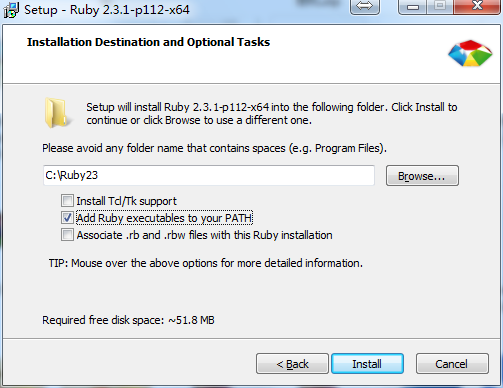 Setup - Ruby 2.3.1-p112-x64
Installation Destination and Optional Tasks
Setup will install Ruby 2.3.1-p112-x64 into the following folder. Click Install to
continue or click Browse to use a different one.
Please avoid any folder name that contains spaces (e.g. Program Files).
C:\Ruby23
Browse...
Install Tcl/Tk support
Add Ruby executables to your PATH
Associate .rb and .rbw files with this Ruby installation
TIP: Mouse over the above options for more detailed information.
Required free disk space: ~51.8 MB
< Back
Install
Cancel